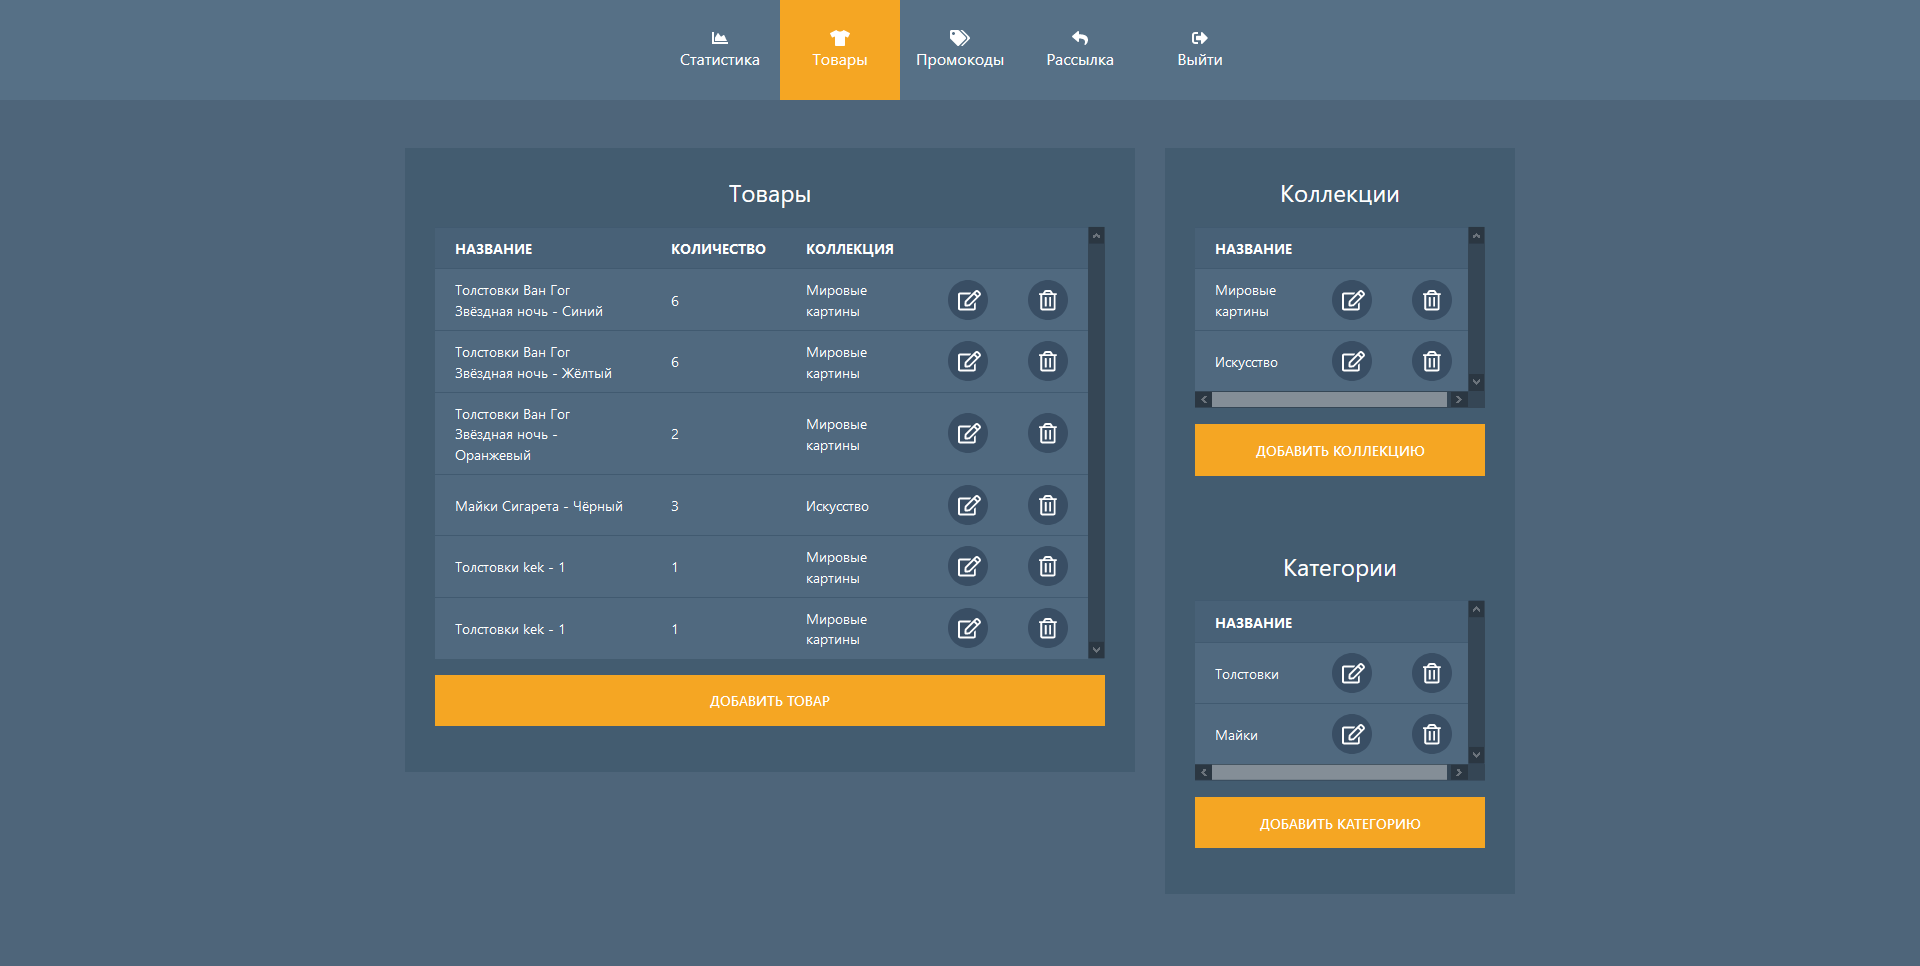 Статистика
Товары
Промокоды
Рассылка
Выйти
Товары
НАЗВАНИЕ КОЛИЧЕСТВО КОЛЛЕКЦИЯ
Толстовки Ван Гог
Звёздная ночь - Синий
6
Мировые
картины
Толстовки Ван Гог
Звёздная ночь - Жёлтый
6
Мировые
картины
Толстовки Ван Гог
Звёздная ночь -
Оранжевый
2
Мировые
картины
Майки Сигарета - Чёрный
3
Искусство
Толстовки kek - 1
1
Мировые
картины
Толстовки kek - 1
1
Мировые
картины
ДОБАВИТЬ ТОВАР
Коллекции
НАЗВАНИЕ
Мировые
картины
Искусство
ДОБАВИТЬ КОЛЛЕКЦИЮ
Категории
НАЗВАНИЕ
Толстовки
Майки
ДОБАВИТЬ КАТЕГОРИЮ